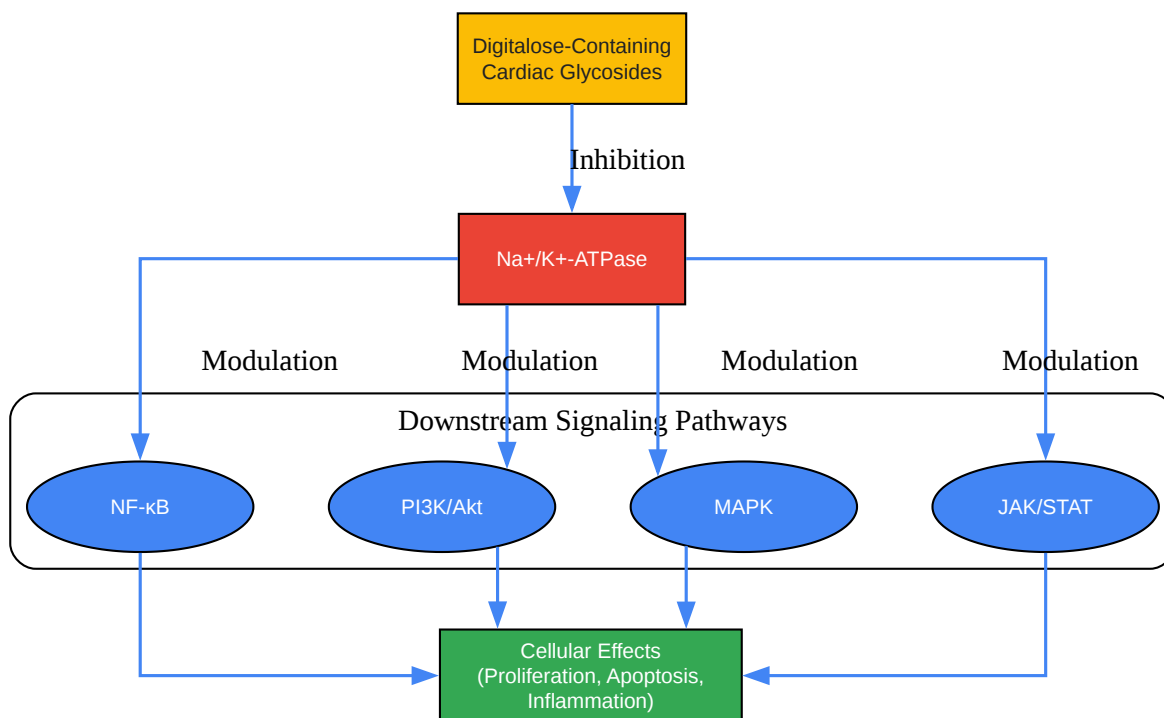 Digitalose-Containing
Cardiac Glycosides
Inhibition
Na+/K+-ATPase
Modulation Modulation Modulation Modulation
Downstream Signaling Pathways
NF-κB PI3K/Akt MAPK JAK/STAT
Cellular Effects
(Proliferation, Apoptosis,
Inflammation)